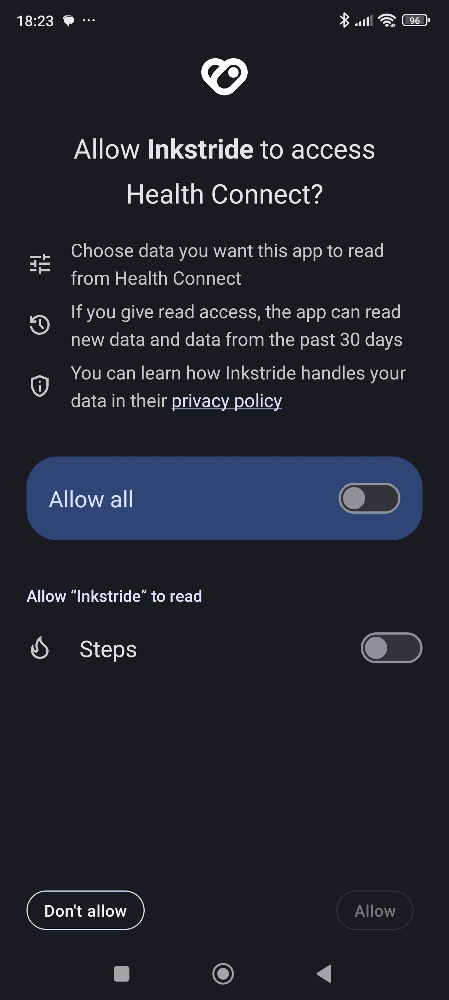 18:23
96
Allow Inkstride to access
Health Connect?
Choose data you want this app to read
from Health Connect
If you give read access, the app can read
new data and data from the past 30 days
You can learn how Inkstride handles your
data in their privacy policy
Allow all
Allow “Inkstride” to read
Steps
Don't allow
Allow